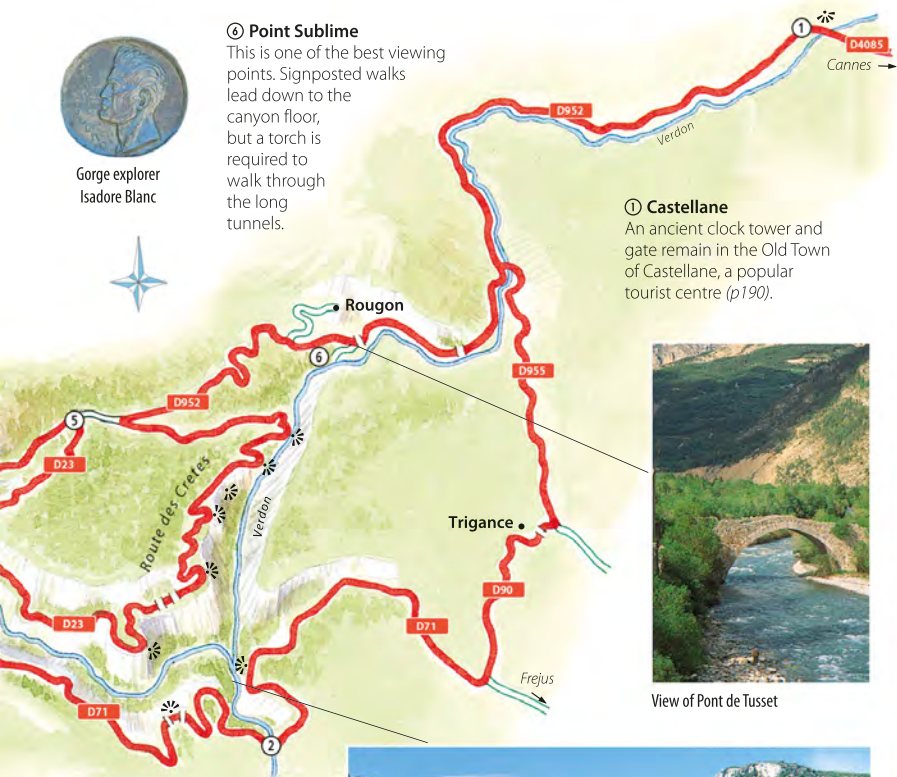 ⑥ Point Sublime
This is one of the best viewing
points. Signposted walks
lead down to the
canyon floor,
but a torch is
required to
walk through
the long
tunnels.
Gorge explorer
Isadore Blanc
1
D4085
Cannes
D952
Verdon
① Castellane
An ancient clock tower and
gate remain in the Old Town
of Castellane, a popular
tourist centre (p190).
Rougon
6
D955
D952
5
D23
Route des Cretes
Verdon
Trigance
D90
D23
D71
Frejus
D71
2
View of Pont de Tusset